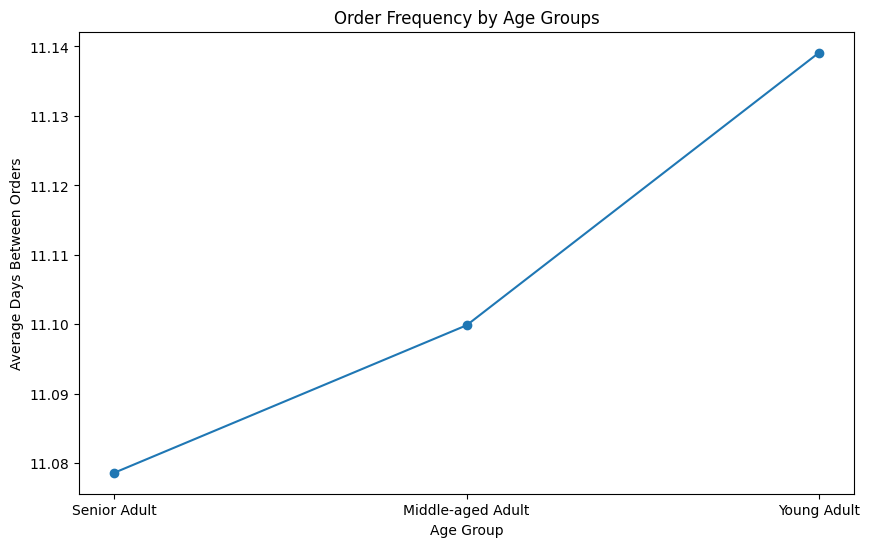 Order Frequency by Age Groups
11.14
11.13
11.12
11.11
11.10
11.09
11.08
Average Days Between Orders
Senior Adult
Middle-aged Adult
Young Adult
Age Group